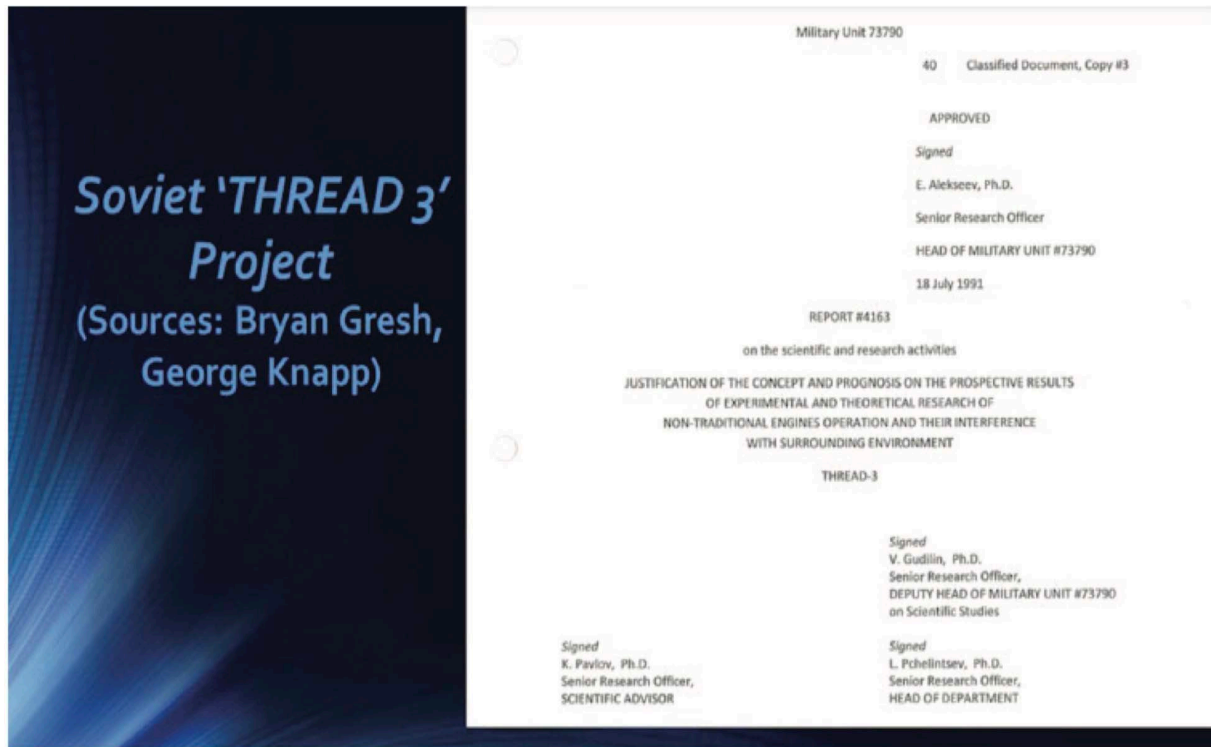 Soviet ‘THREAD 3’
Project
(Sources: Bryan Gresh,
George Knapp)
Military Unit 73790
40 Classified Document, Copy #3
APPROVED
Signed
E. Alekseev, Ph.D.
Senior Research Officer
HEAD OF MILITARY UNIT #73790
18 July 1991
REPORT #4163
on the scientific and research activities
JUSTIFICATION OF THE CONCEPT AND PROGNOSIS ON THE PROSPECTIVE RESULTS
OF EXPERIMENTAL AND THEORETICAL RESEARCH OF
NON-TRADITIONAL ENGINES OPERATION AND THEIR INTERFERENCE
WITH SURROUNDING ENVIRONMENT
THREAD-3
Signed
V. Gudilin, Ph.D.
Senior Research Officer,
DEPUTY HEAD OF MILITARY UNIT #73790
on Scientific Studies
Signed
K. Pavlov, Ph.D.
Senior Research Officer,
SCIENTIFIC ADVISOR
Signed
L. Pchelintsev, Ph.D.
Senior Research Officer,
HEAD OF DEPARTMENT